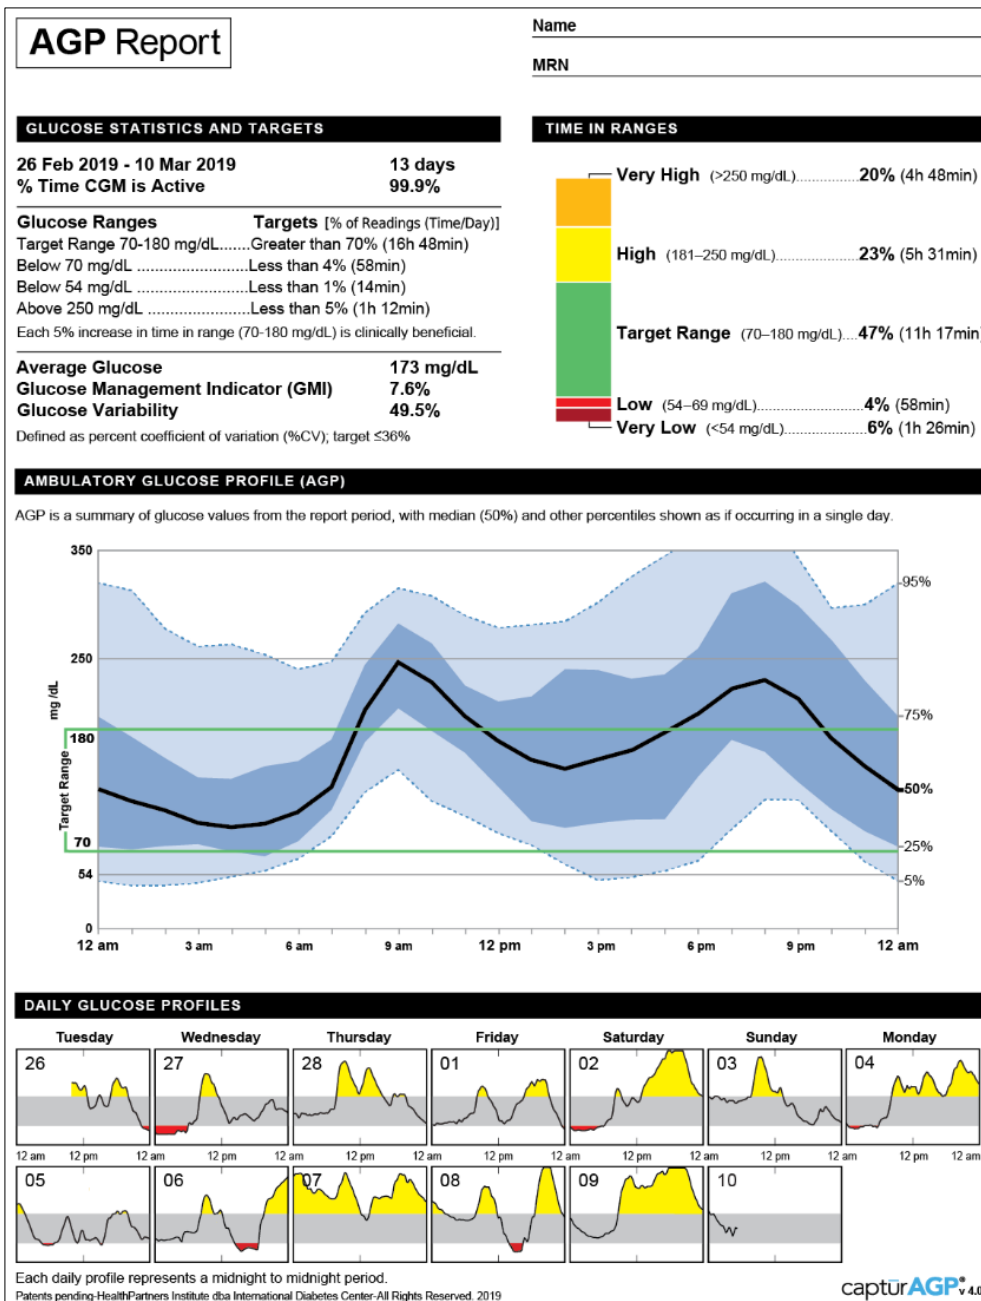 AGP Report
Name
MRN
GLUCOSE STATISTICS AND TARGETS
26 Feb 2019 - 10 Mar 2019 13 days
% Time CGM is Active 99.9%
Glucose Ranges Targets [% of Readings (Time/Day)]
Target Range 70-180 mg/dL.......Greater than 70% (16h 48min)
Below 70 mg/dL ........................Less than 4% (58min)
Below 54 mg/dL ........................Less than 1% (14min)
Above 250 mg/dL ......................Less than 5% (1h 12min)
Each 5% increase in time in range (70-180 mg/dL) is clinically beneficial.
Average Glucose 173 mg/dL
Glucose Management Indicator (GMI) 7.6%
Glucose Variability 49.5%
Defined as percent coefficient of variation (%CV); target ≤36%
TIME IN RANGES
Very High (>250 mg/dL)..............20% (4h 48min)
High (181–250 mg/dL)..................23% (5h 31min)
Target Range (70–180 mg/dL)....47% (11h 17min)
Low (54–69 mg/dL)........................4% (58min)
Very Low (<54 mg/dL)..................6% (1h 26min)
AMBULATORY GLUCOSE PROFILE (AGP)
AGP is a summary of glucose values from the report period, with median (50%) and other percentiles shown as if occurring in a single day.
350
95%
250
mg/dL
75%
180
Target Range
50%
70
25%
54
5%
0
12 am 3 am 6 am 9 am 12 pm 3 pm 6 pm 9 pm 12 am
DAILY GLUCOSE PROFILES
Tuesday Wednesday Thursday Friday Saturday Sunday Monday
26 27 28 01 02 03 04
12 am 12 pm 12 am 12 pm 12 am 12 pm 12 am 12 pm 12 am 12 pm 12 am 12 pm 12 am 12 pm 12 am
05 06 07 08 09 10
12 pm 12 pm 12 pm 12 pm 12 pm 12 pm
Each daily profile represents a midnight to midnight period.
Patents pending-HealthPartners Institute dba International Diabetes Center-All Rights Reserved. 2019
captūrAGP® v 4.0